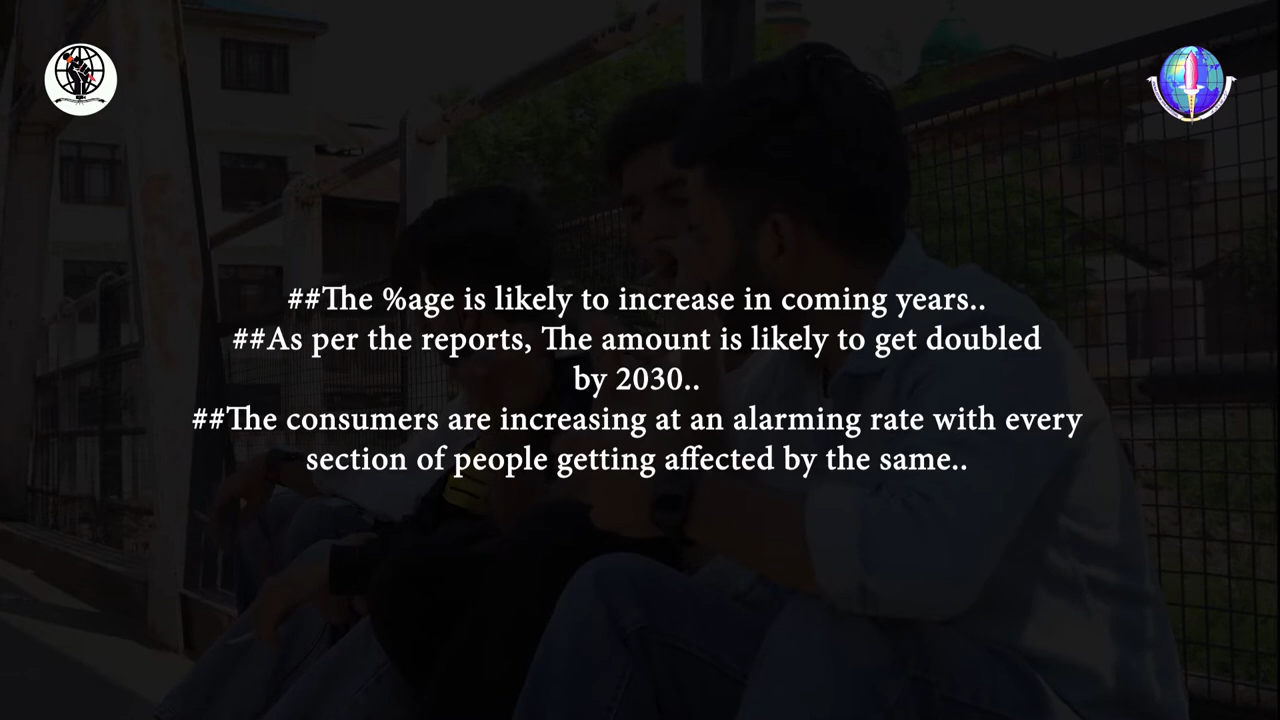 ##The %age is likely to increase in coming years..
##As per the reports, The amount is likely to get doubled
by 2030..
##The consumers are increasing at an alarming rate with every
section of people getting affected by the same..